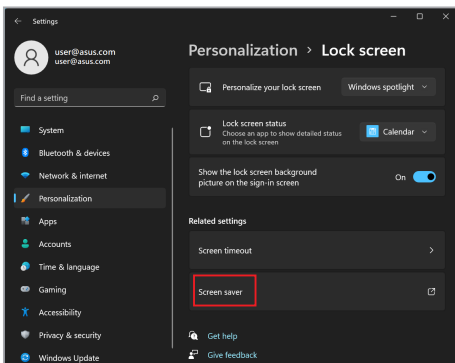 Settings
user@asus.com
user@asus.com
Find a setting
System
Bluetooth & devices
Network & internet
Personalization
Apps
Accounts
Time & language
Gaming
Accessibility
Privacy & security
Windows Update
Personalization > Lock screen
Personalize your lock screen
Windows spotlight
Lock screen status
Choose an app to show detailed status
on the lock screen
Calendar
Show the lock screen background
picture on the sign-in screen
On
Related settings
Screen timeout
Screen saver
Get help
Give feedback